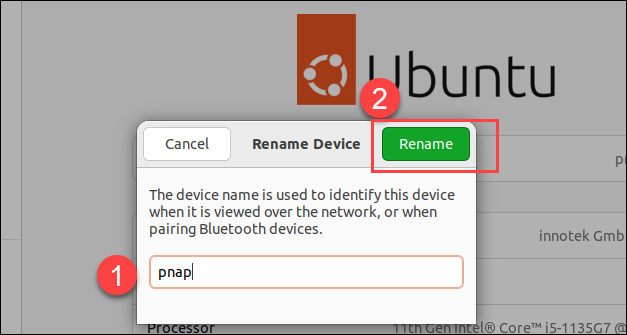 Ubuntu
2
Cancel
Rename Device
Rename
The device name is used to identify this device
when it is viewed over the network, or when
pairing Bluetooth devices.
innotek Gmb
1
pnap
Processor
11th Gen Intel® Core™ i5-1135G7 @